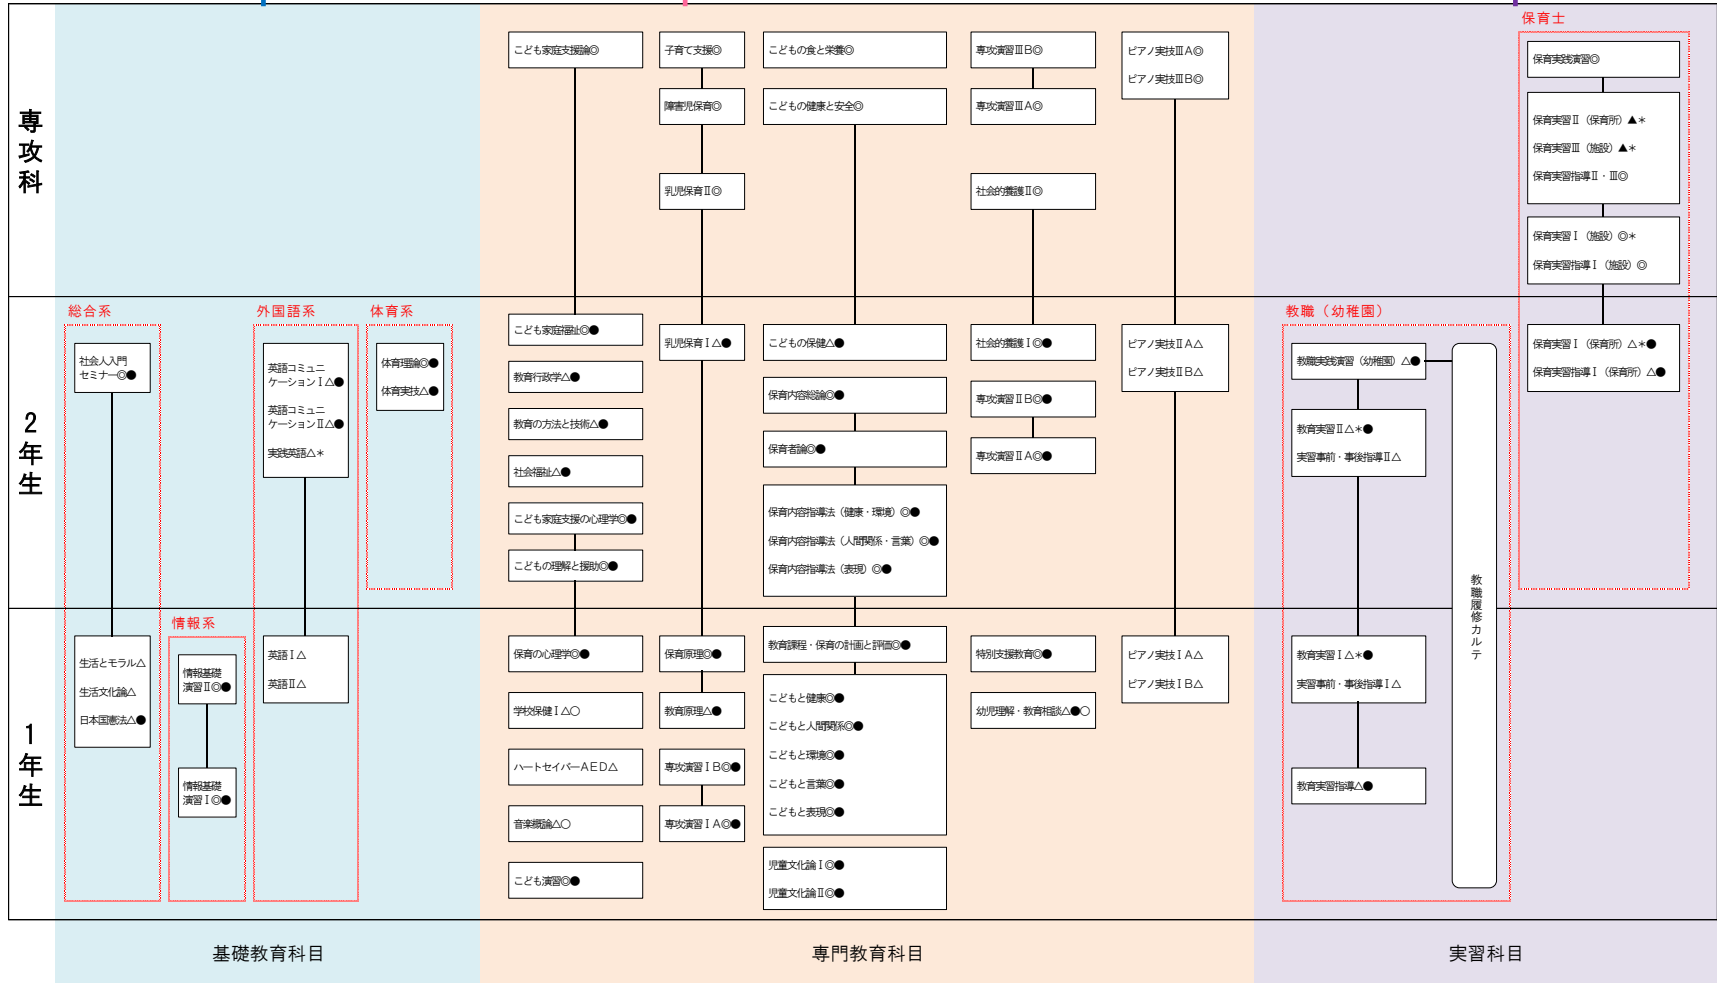 専攻科
こども家庭支援論◎
子育て支援◎
障害児保育◎
乳児保育Ⅱ◎
こどもの食と栄養◎
こどもの健康と安全◎
専攻演習ⅢB◎
専攻演習ⅢA◎
社会的養護Ⅱ◎
ピアノ実技ⅢA◎
ピアノ実技ⅢB◎
保育士
保育実践演習◎
保育実習Ⅱ（保育所）▲＊
保育実習Ⅲ（施設）▲＊
保育実習指導Ⅱ・Ⅲ◎
保育実習Ⅰ（施設）◎＊
保育実習指導Ⅰ（施設）◎
2年生
総合系
社会人入門
セミナー◎●
外国語系
英語コミュニ
ケーションⅠ△●
英語コミュニ
ケーションⅡ△●
実践英語△＊
体育系
体育理論◎●
体育実技△●
こども家庭福祉◎●
教育行政学△●
教育の方法と技術△●
社会福祉△●
こども家庭支援の心理学◎●
こどもの理解と援助◎●
乳児保育Ⅰ△●
こどもの保健△●
保育内容総論◎●
保育者論◎●
保育内容指導法（健康・環境）◎●
保育内容指導法（人間関係・言葉）◎●
保育内容指導法（表現）◎●
社会的養護Ⅰ◎●
専攻演習ⅡB◎●
専攻演習ⅡA◎●
ピアノ実技ⅡA△
ピアノ実技ⅡB△
教職（幼稚園）
教職実践演習（幼稚園）△●
教育実習Ⅱ△＊●
実習事前・事後指導Ⅱ△
教職履修カルテ
保育実習Ⅰ（保育所）△＊●
保育実習指導Ⅰ（保育所）△●
1年生
生活とモラル△
生活文化論△
日本国憲法△●
情報系
情報基礎
演習Ⅱ◎●
情報基礎
演習Ⅰ◎●
英語Ⅰ△
英語Ⅱ△
保育の心理学◎●
学校保健Ⅰ△○
ハートセイバーAED△
音楽概論△○
こども演習◎●
保育原理◎●
教育原理△●
専攻演習ⅠB◎●
専攻演習ⅠA◎●
教育課程・保育の計画と評価◎●
こどもと健康◎●
こどもと人間関係◎●
こどもと環境◎●
こどもと言葉◎●
こどもと表現◎●
児童文化論Ⅰ◎●
児童文化論Ⅱ◎●
特別支援教育◎●
幼児理解・教育相談△●○
ピアノ実技ⅠA△
ピアノ実技ⅠB△
教育実習Ⅰ△＊●
実習事前・事後指導Ⅰ△
教育実習指導△●
基礎教育科目
専門教育科目
実習科目